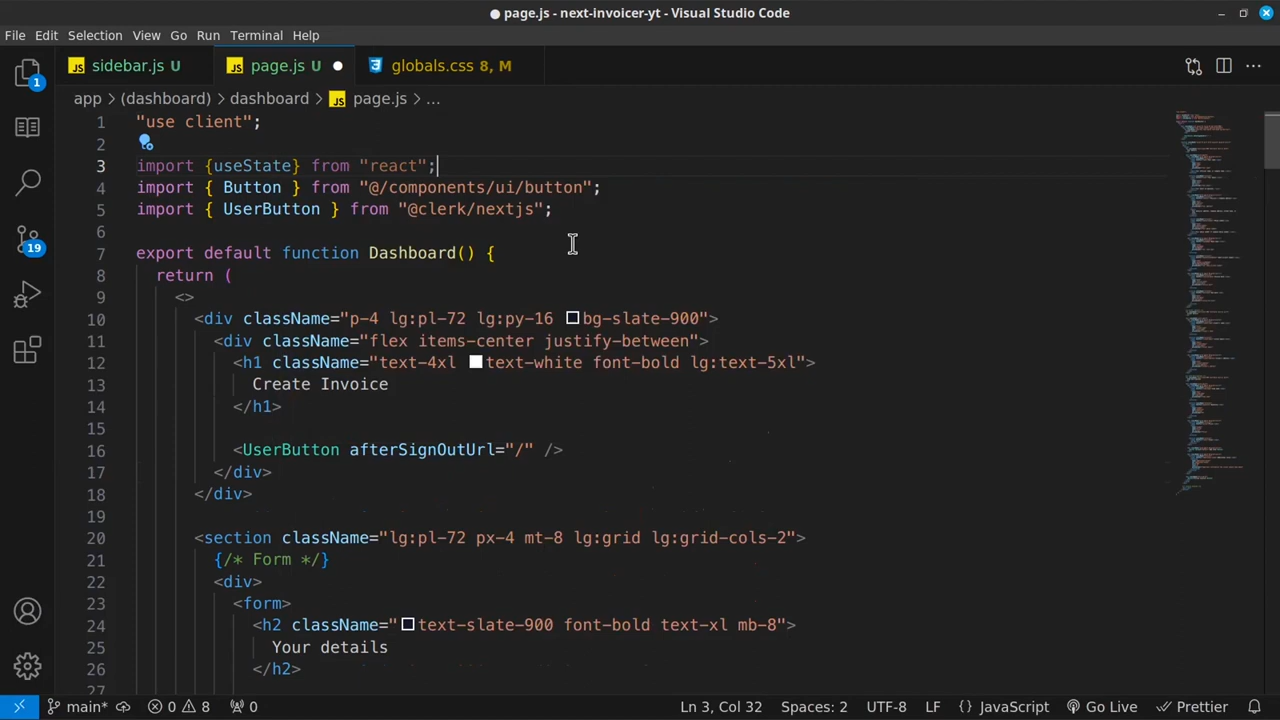 page.js - next-invoicer-yt - Visual Studio Code
File Edit Selection View Go Run Terminal Help
JS sidebar.js U JS page.js U globals.css 8, M
app > (dashboard) > dashboard > JS page.js > ...
1 "use client";
2
3 import {useState} from "react";
4 import { Button } from "@/components/ui/button";
5 import { UserButton } from "@clerk/nextjs";
7 export default function Dashboard() {
8 return (
9 <>
10 <div className="p-4 lg:pl-72 lg:py-16 bg-slate-900">
11 <div className="flex items-center justify-between">
12 <h1 className="text-4xl text-white font-bold lg:text-5xl">
13 Create Invoice
14 </h1>
15
16 <UserButton afterSignOutUrl="/" />
17 </div>
18 </div>
19
20 <section className="lg:pl-72 px-4 mt-8 lg:grid lg:grid-cols-2">
21 {/* Form */}
22 <div>
23 <form>
24 <h2 className=" text-slate-900 font-bold text-xl mb-8">
25 Your details
26 </h2>
27
1
19
main* 0 8 0 Ln 3, Col 32 Spaces: 2 UTF-8 LF {} JavaScript Go Live Prettier